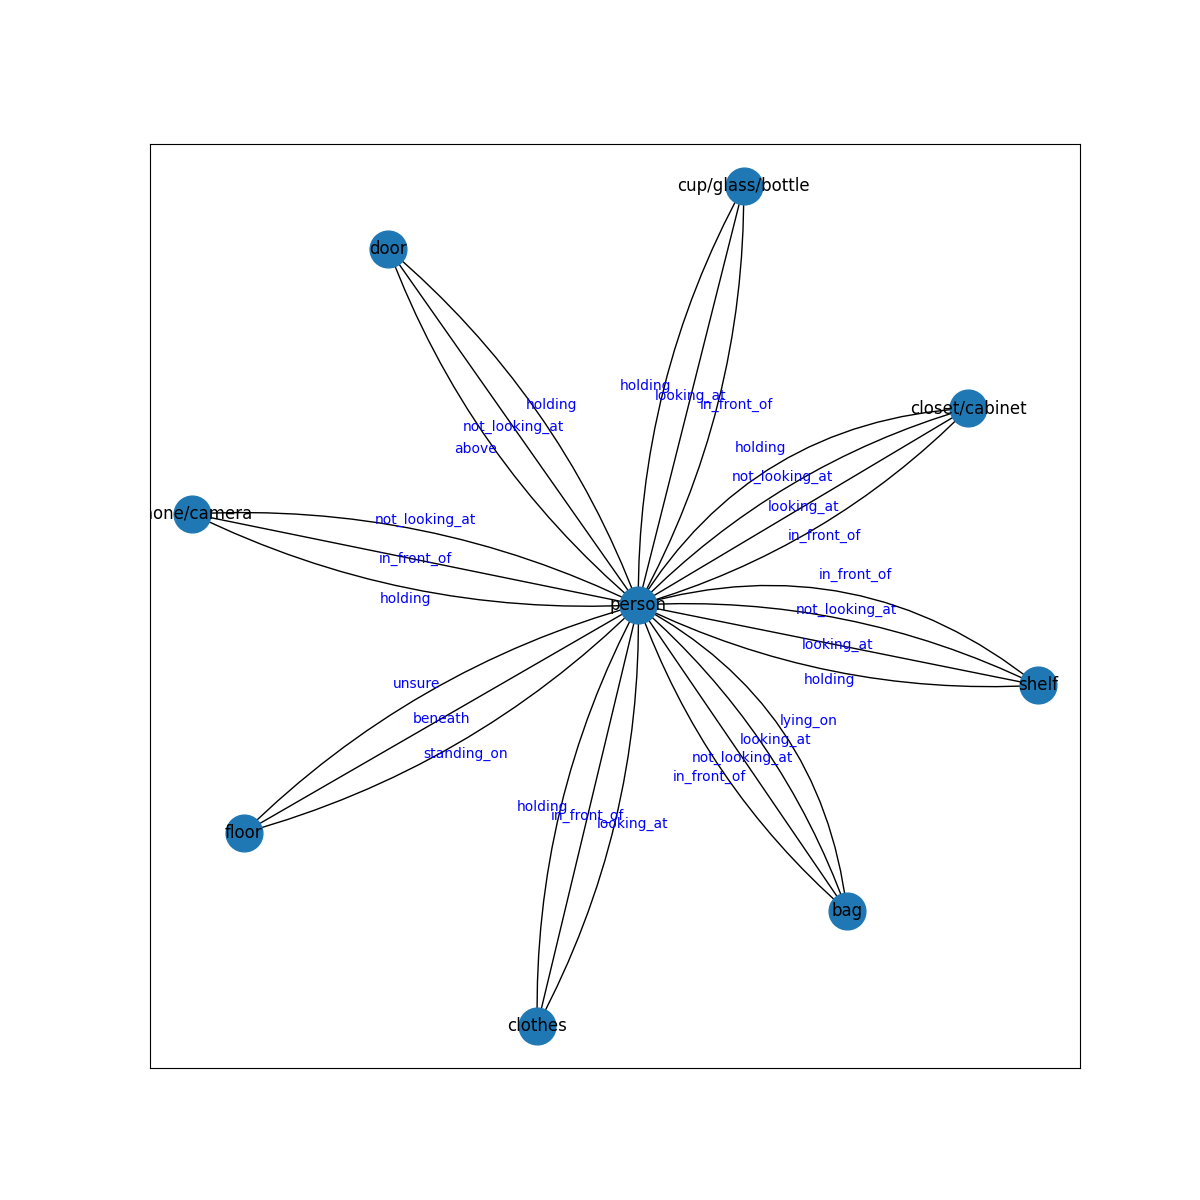 cup/glass/bottle
door
holding
looking_at
in_front_of
holding
not_looking_at
above
closet/cabinet
holding
not_looking_at
looking_at
in_front_of
one/camera
not_looking_at
in_front_of
holding
person
in_front_of
not_looking_at
looking_at
holding
shelf
unsure
beneath
standing_on
floor
lying_on
looking_at
not_looking_at
in_front_of
holding
in_front_of
looking_at
bag
clothes